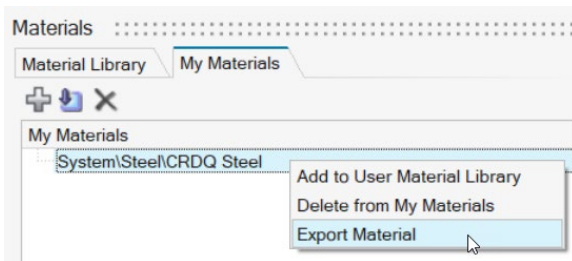 Materials
Material Library
My Materials
My Materials
System\Steel\CRDQ Steel
Add to User Material Library
Delete from My Materials
Export Material